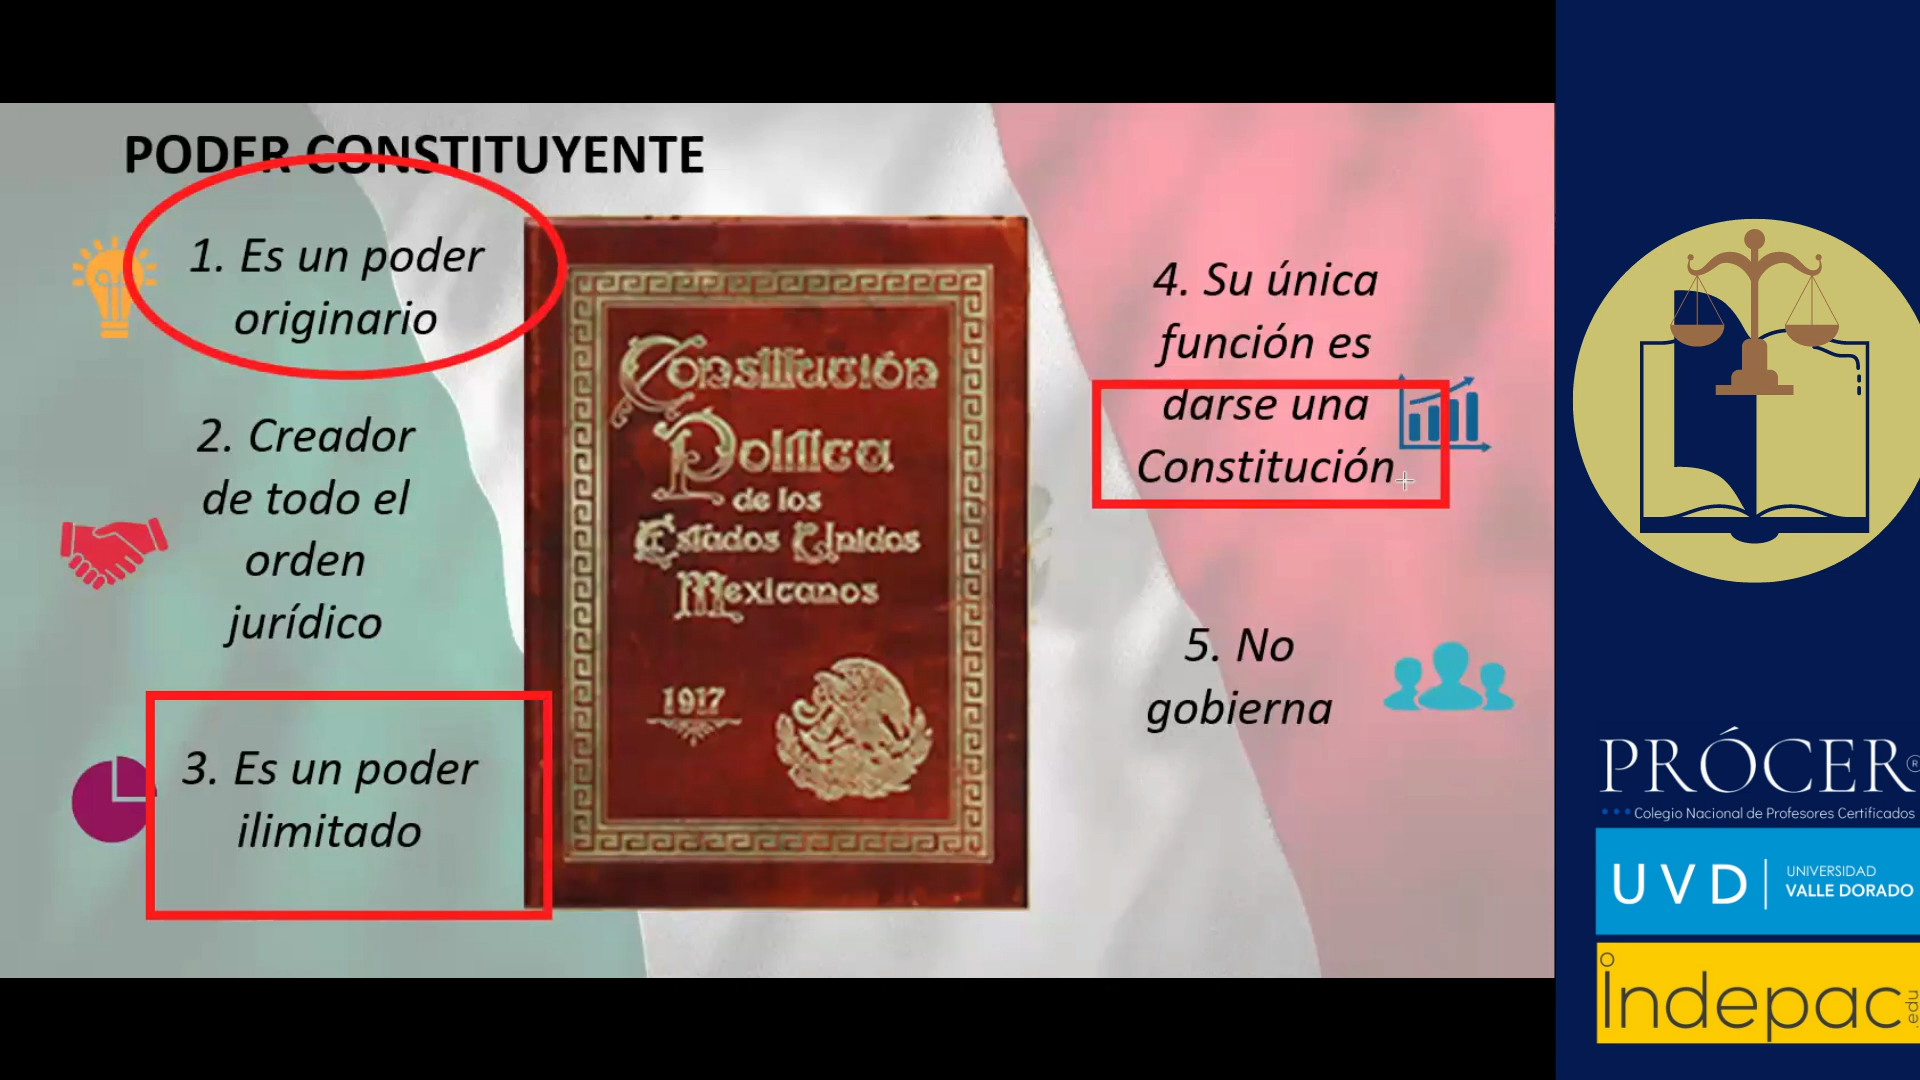 PODER CONSTITUYENTE
1. Es un poder
originario
2. Creador
de todo el
orden
jurídico
3. Es un poder
ilimitado
Constitución
Política
de los
Estados Unidos
Mexicanos
1917
4. Su única
función es
darse una
Constitución
5. No
gobierna
PRÓCER ®
Colegio Nacional de Profesores Certificados
UVD
UNIVERSIDAD
VALLE DORADO
indepac
.edu